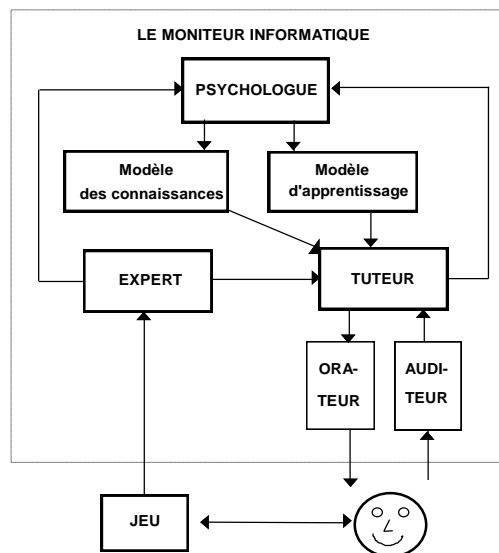 LE MONITEUR INFORMATIQUE
PSYCHOLOGUE
Modèle
des connaissances
Modèle
d'apprentissage
EXPERT
TUTEUR
ORA-
TEUR
AUDI-
TEUR
JEU